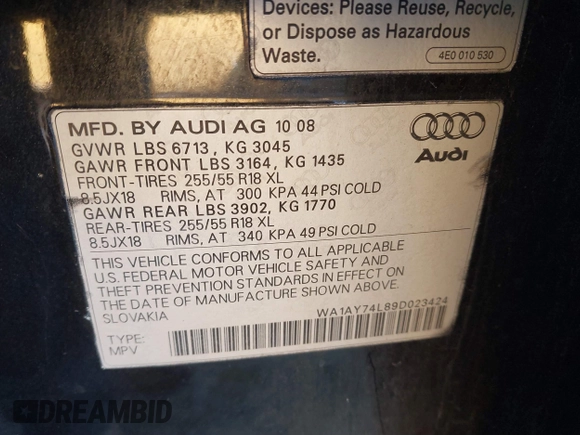 Devices: Please Reuse, Recycle,
or Dispose as Hazardous
Waste.
4E0 010 530
MFD. BY AUDI AG 10 08
GVWR LBS 6713, KG 3045
GAWR FRONT LBS 3164, KG 1435
FRONT-TIRES 255/55 R18 XL
8.5JX18 RIMS, AT 300 KPA 44 PSI COLD
GAWR REAR LBS 3902, KG 1770
REAR-TIRES 255/55 R18 XL
8.5JX18 RIMS, AT 340 KPA 49 PSI COLD
Audi
THIS VEHICLE CONFORMS TO ALL APPLICABLE
U.S. FEDERAL MOTOR VEHICLE SAFETY AND
THEFT PREVENTION STANDARDS IN EFFECT ON
THE DATE OF MANUFACTURE SHOWN ABOVE.
SLOVAKIA
WA1AY74L89D023424
TYPE:
MPV
DREAMBID